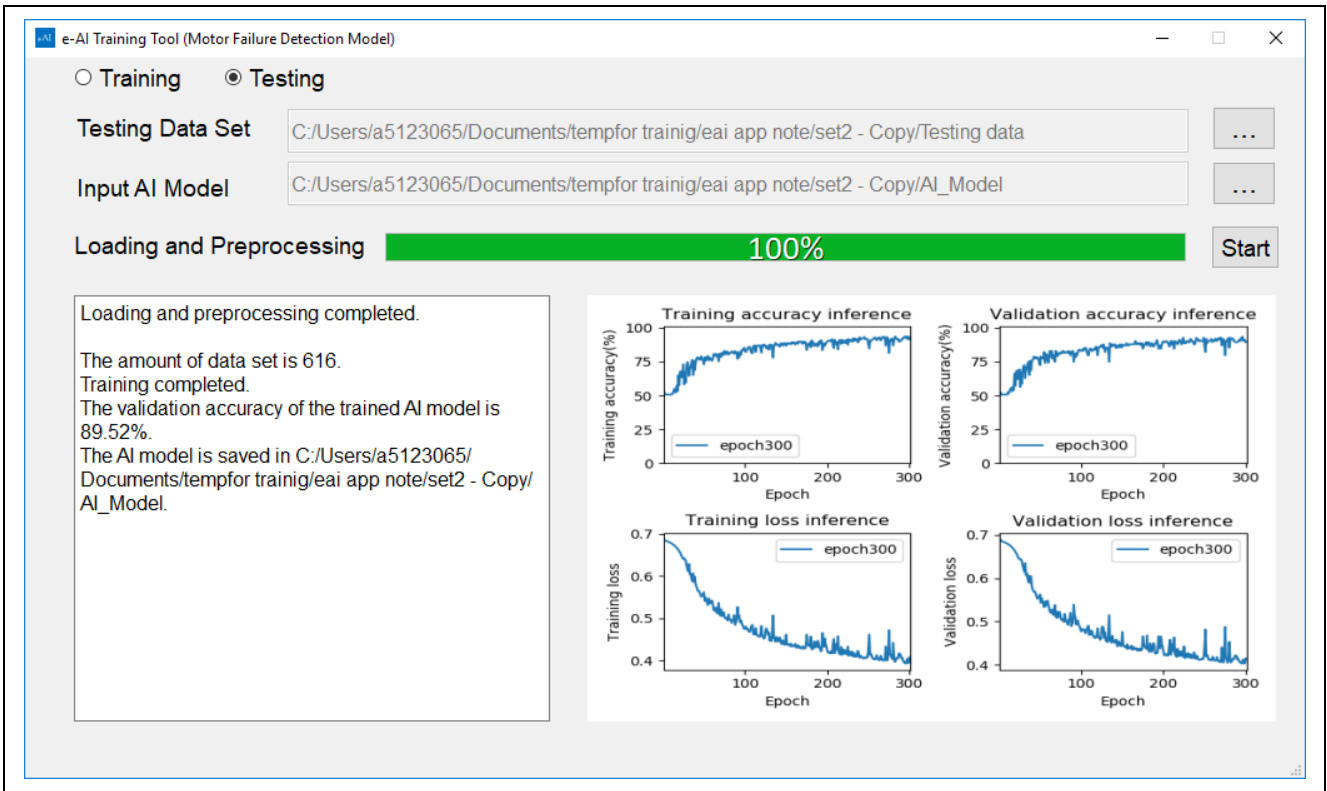 e-AI e-AI Training Tool (Motor Failure Detection Model)
Training Testing
Testing Data Set C:/Users/a5123065/Documents/tempfor trainig/eai app note/set2 - Copy/Testing data ...
Input AI Model C:/Users/a5123065/Documents/tempfor trainig/eai app note/set2 - Copy/AI_Model ...
Loading and Preprocessing 100% Start
Loading and preprocessing completed.
The amount of data set is 616.
Training completed.
The validation accuracy of the trained AI model is
89.52%.
The AI model is saved in C:/Users/a5123065/
Documents/tempfor trainig/eai app note/set2 - Copy/
AI_Model.
Training accuracy inference
Training accuracy(%)
100
75
50
25
0
epoch300
100 200 300
Epoch
Validation accuracy inference
Validation accuracy(%)
100
75
50
25
0
epoch300
100 200 300
Epoch
Training loss inference
Training loss
0.7
0.6
0.5
0.4
epoch300
100 200 300
Epoch
Validation loss inference
Validation loss
0.7
0.6
0.5
0.4
epoch300
100 200 300
Epoch